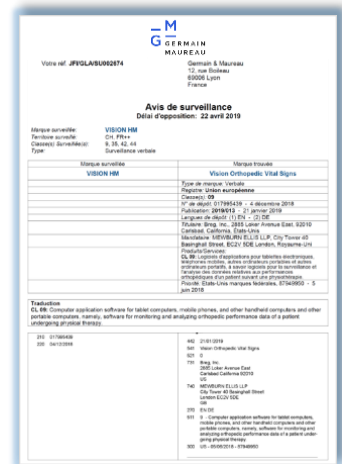 M
G GERMAIN
MAUREAU
Votre réf. JFI/GLA/SU002674
Germain & Maureau
12, rue Boileau
69006 Lyon
France
Avis de surveillance
Délai d'opposition: 22 avril 2019
Marque surveillée: VISION HM
Territoire surveillé: CH, FR++
Classe(s) Surveillée(s): 9, 35, 42, 44
Type: Surveillance verbale
Marque surveillée
Marque trouvée
VISION HM
Vision Orthopedic Vital Signs
Type de marque: Verbale
Registre: Union européenne
Classe(s): 09
N° de dépôt: 017995439 - 4 décembre 2018
Publication: 2019/013 - 21 janvier 2019
Langues de dépôt: (1) EN - (2) DE
Titulaire: Breg, Inc., 2885 Loker Avenue East, 92010
Carlsbad, California, États-Unis
Mandataire: MEWBURN ELLIS LLP, City Tower 40
Basinghall Street, EC2V 5DE London, Royaume-Uni
Produits/Services:
CL 09: Logiciels d'applications pour tablettes électroniques,
téléphones mobiles, autres ordinateurs portables et autres
ordinateurs portatifs, à savoir logiciels pour la surveillance et
l'analyse des données relatives aux performances
orthopédiques d'un patient suivant une physiothérapie.
Priorité: États-Unis marques fédérales, 87948950 - 5
juin 2018
Traduction
CL 09: Computer application software for tablet computers, mobile phones, and other handheld computers and other
portable computers, namely, software for monitoring and analyzing orthopedic performance data of a patient
undergoing physical therapy.
210
220 04/12/2018
442 21/01/2019
541 Vision Orthopedic Vital Signs
521 0
731 Breg, Inc.
2885 Loker Avenue East
Carlsbad California 92010
US
740 MEWBURN ELLIS LLP
City Tower 40 Basinghall Street
London EC2V 5DE
GB
270 EN DE
511 9 - Computer application software for tablet computers,
mobile phones, and other handheld computers and other
portable computers, namely, software for monitoring and
analyzing orthopedic performance data of a patient under-
going physical therapy.
300 US - 05/06/2018 - 87948950